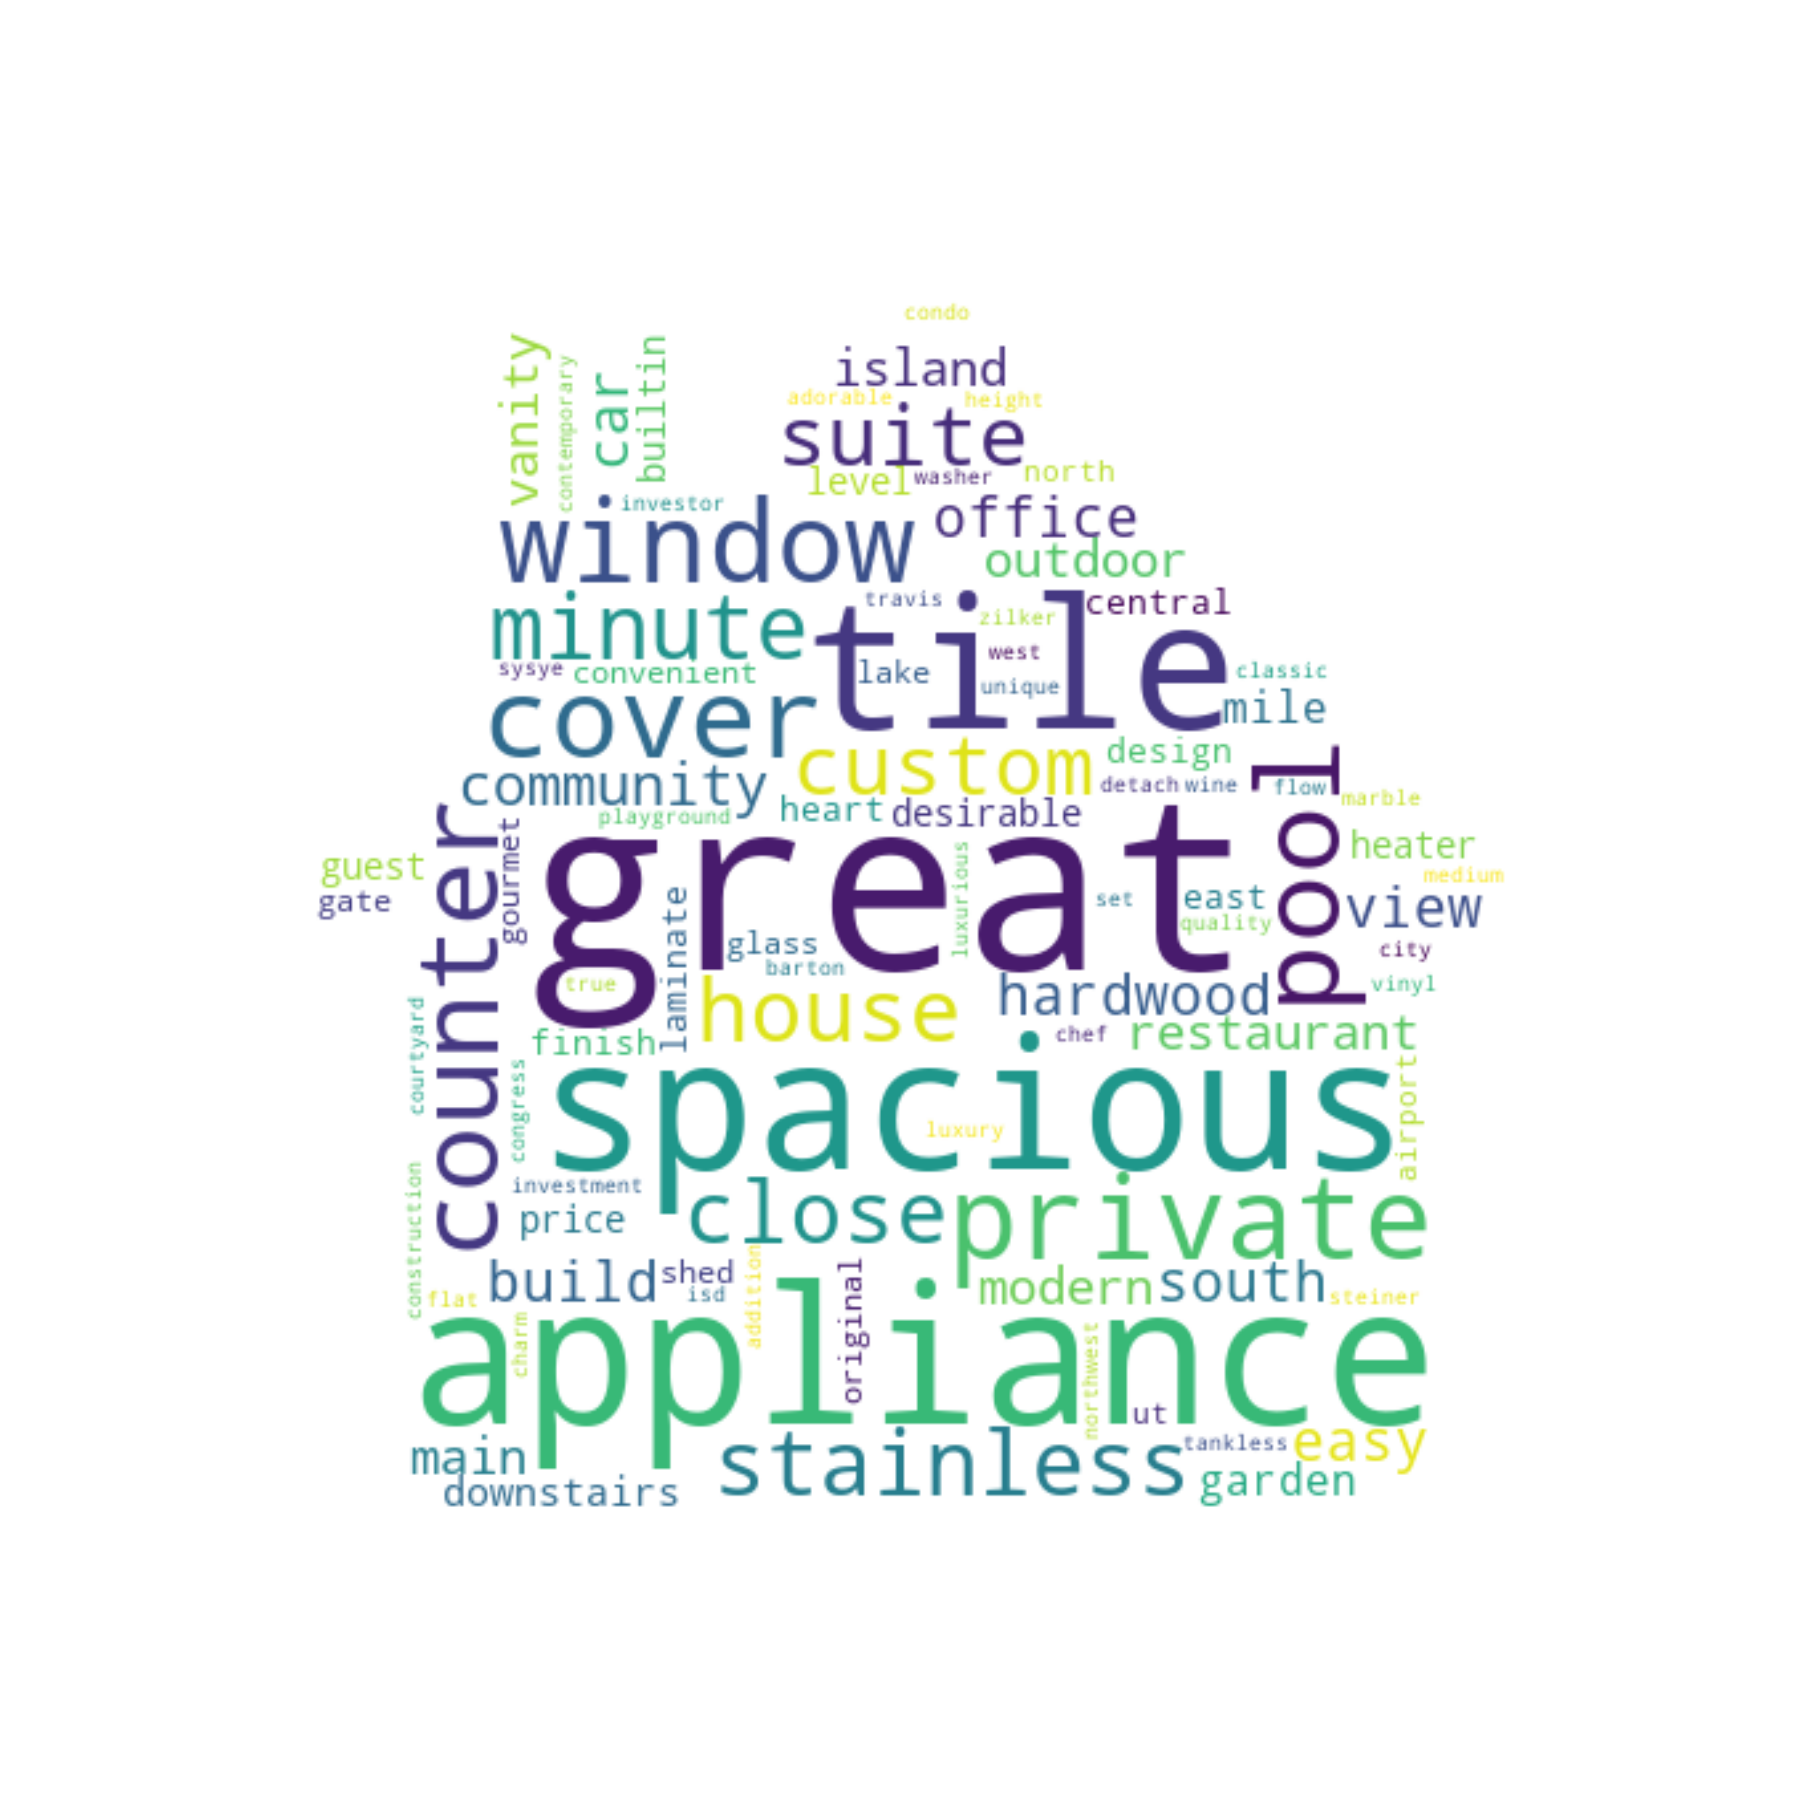 condo
island
adorable
height
vanity
contemporary
car
builtin
suite
level
washer
north
investor
window
office
outdoor
minute
travis
tile
central
zilker
west
sysye
convenient
lake
unique
classic
cover
mile
community
custom
design
pool
detach
wine
flow
marble
playground
heart
desirable
counter
gourmet
great
guest
gate
laminate
luxurious
set
east
quality
heater
medium
view
city
vinyl
glass
barton
true
house
hardwood
chef
restaurant
courtyard
finish
congress
spacious
luxury
airport
construction
investment
price
close
private
build
shed
isd
addition
original
modern
south
steiner
flat
charm
appliance
northwest
ut
main
downstairs
stainless
tankless
easy
garden